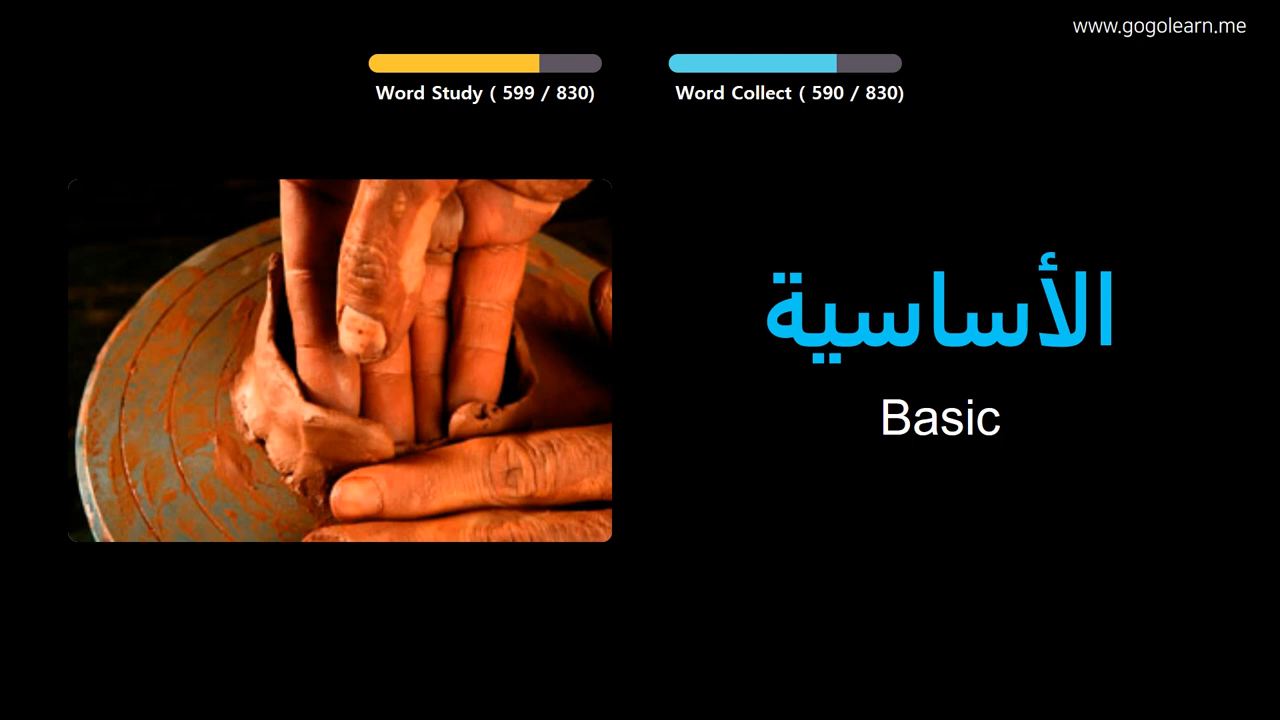 www.gogolearn.me
Word Study ( 599 / 830)
Word Collect ( 590 / 830)
الأساسية
Basic